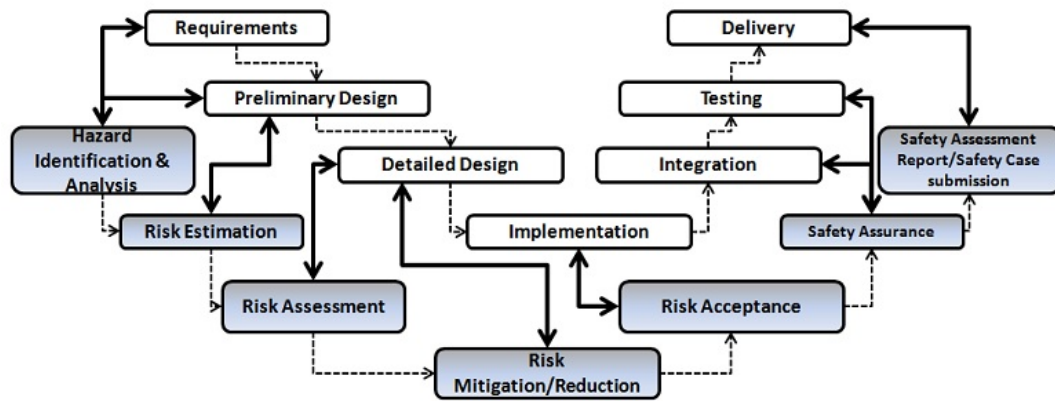 Requirements
Delivery
Preliminary Design
Testing
Hazard
Identification &
Analysis
Detailed Design
Integration
Safety Assessment
Report/Safety Case
submission
Risk Estimation
Implementation
Safety Assurance
Risk Assessment
Risk Acceptance
Risk
Mitigation/Reduction